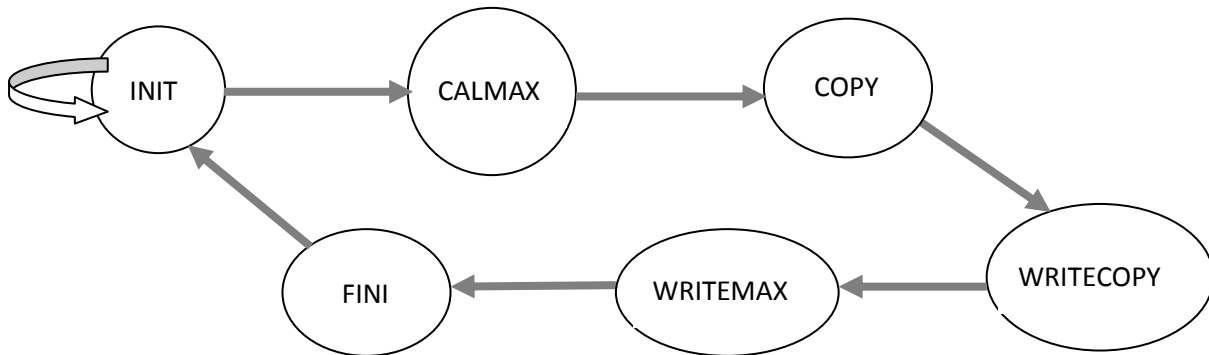 INIT
CALMAX
COPY
WRITECOPY
WRITEMAX
FINI